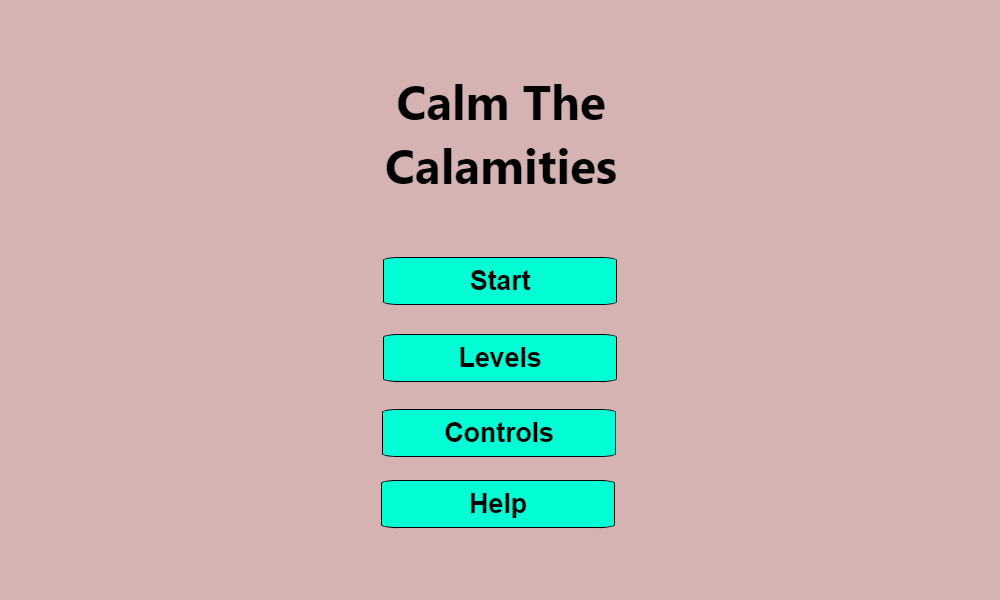 Calm The
Calamities
Start
Levels
Controls
Help